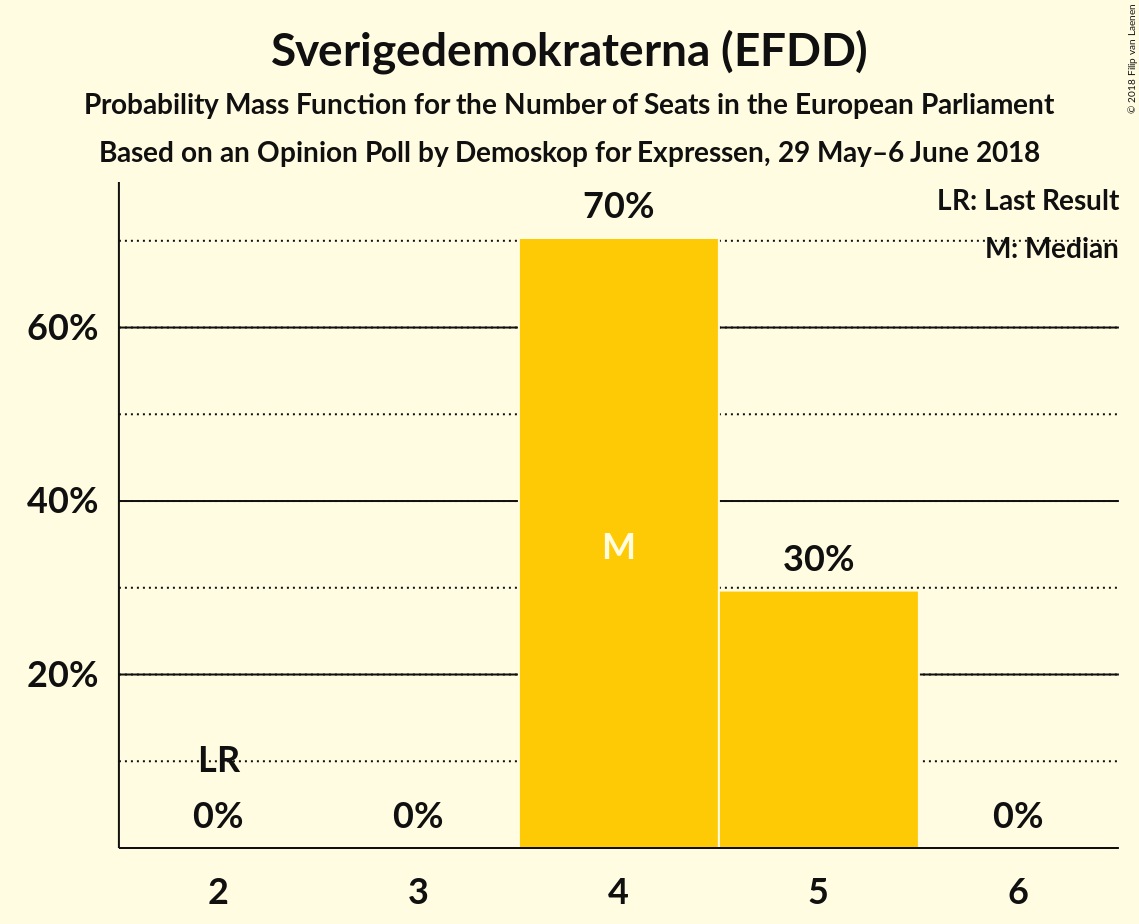 Sverigedemokraterna (EFDD)
Probability Mass Function for the Number of Seats in the European Parliament
Based on an Opinion Poll by Demoskop for Expressen, 29 May–6 June 2018
© 2018 Filip van Laenen
LR: Last Result
M: Median
70%
60%
M
40%
30%
20%
LR
0%
0%
0%
2
3
4
5
6